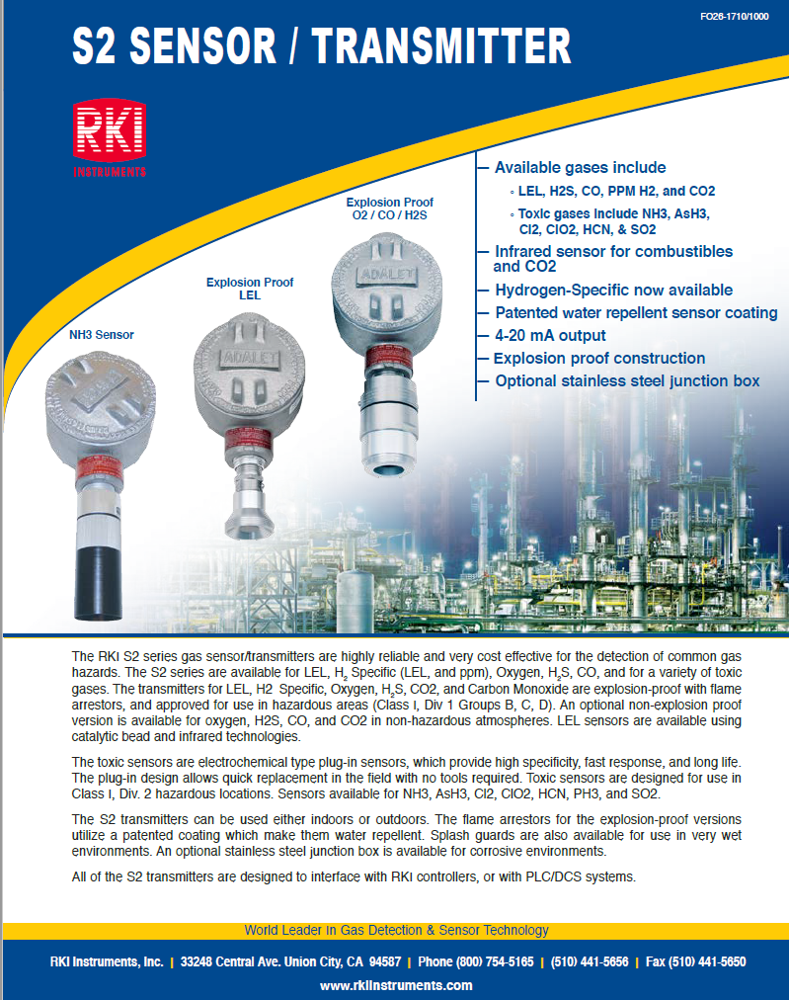 FO26-1710/1000
S2 SENSOR / TRANSMITTER
RKI
INSTRUMENTS
Available gases include
◦ LEL, H2S, CO, PPM H2, and CO2
◦ Toxic gases include NH3, AsH3,
Cl2, ClO2, HCN, & SO2
Infrared sensor for combustibles
and CO2
Hydrogen-Specific now available
Patented water repellent sensor coating
4-20 mA output
Explosion proof construction
Optional stainless steel junction box
Explosion Proof
O2 / CO / H2S
ADALET
Explosion Proof
LEL
ADALET
NH3 Sensor
ADALET
The RKI S2 series gas sensor/transmitters are highly reliable and very cost effective for the detection of common gas
hazards. The S2 series are available for LEL, H₂ Specific (LEL, and ppm), Oxygen, H₂S, CO, and for a variety of toxic
gases. The transmitters for LEL, H2 Specific, Oxygen, H₂S, CO2, and Carbon Monoxide are explosion-proof with flame
arrestors, and approved for use in hazardous areas (Class I, Div 1 Groups B, C, D). An optional non-explosion proof
version is available for oxygen, H2S, CO, and CO2 in non-hazardous atmospheres. LEL sensors are available using
catalytic bead and infrared technologies.
The toxic sensors are electrochemical type plug-in sensors, which provide high specificity, fast response, and long life.
The plug-in design allows quick replacement in the field with no tools required. Toxic sensors are designed for use in
Class I, Div. 2 hazardous locations. Sensors available for NH3, AsH3, Cl2, ClO2, HCN, PH3, and SO2.
The S2 transmitters can be used either indoors or outdoors. The flame arrestors for the explosion-proof versions
utilize a patented coating which make them water repellent. Splash guards are also available for use in very wet
environments. An optional stainless steel junction box is available for corrosive environments.
All of the S2 transmitters are designed to interface with RKI controllers, or with PLC/DCS systems.
World Leader In Gas Detection & Sensor Technology
RKI Instruments, Inc. | 33248 Central Ave. Union City, CA 94587 | Phone (800) 754-5165 | (510) 441-5656 | Fax (510) 441-5650
www.rkiinstruments.com